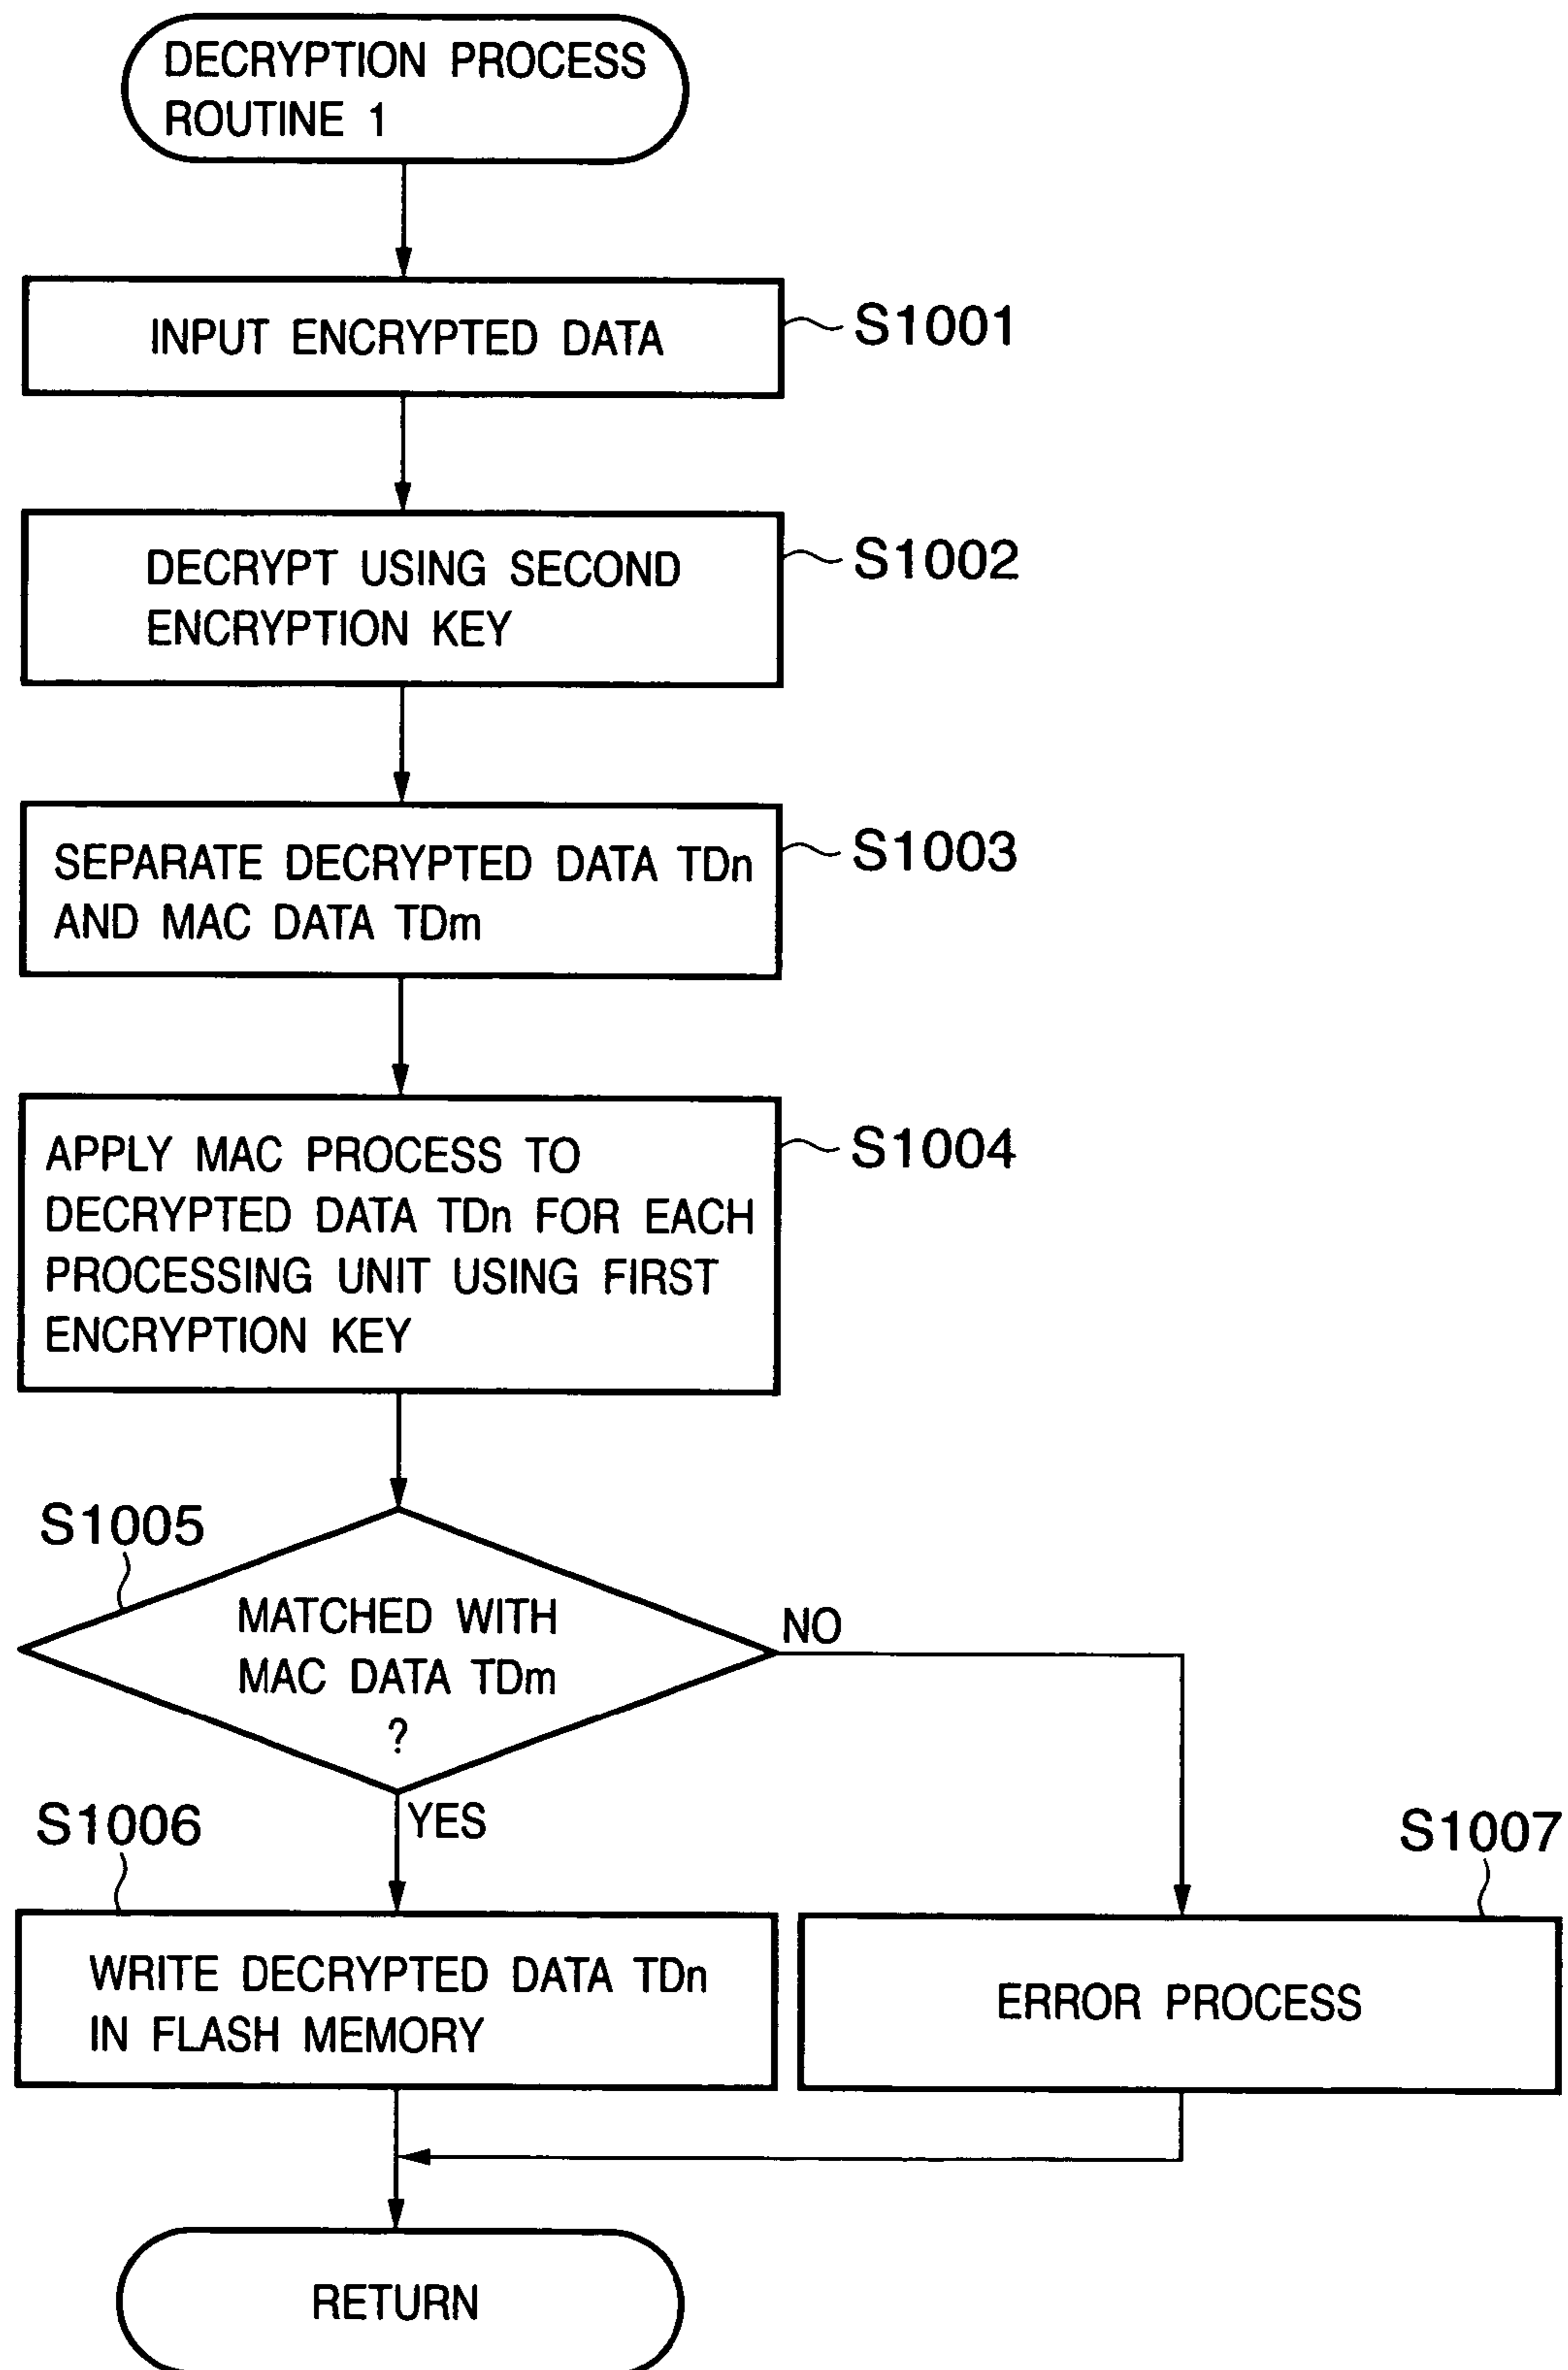 DECRYPTION PROCESS
ROUTINE 1
INPUT ENCRYPTED DATA
S1001
DECRYPT USING SECOND
ENCRYPTION KEY
S1002
SEPARATE DECRYPTED DATA TDn
AND MAC DATA TDm
S1003
APPLY MAC PROCESS TO
DECRYPTED DATA TDn FOR EACH
PROCESSING UNIT USING FIRST
ENCRYPTION KEY
S1004
S1005
MATCHED WITH
MAC DATA TDm
?
NO
YES
S1006
WRITE DECRYPTED DATA TDn
IN FLASH MEMORY
S1007
ERROR PROCESS
RETURN